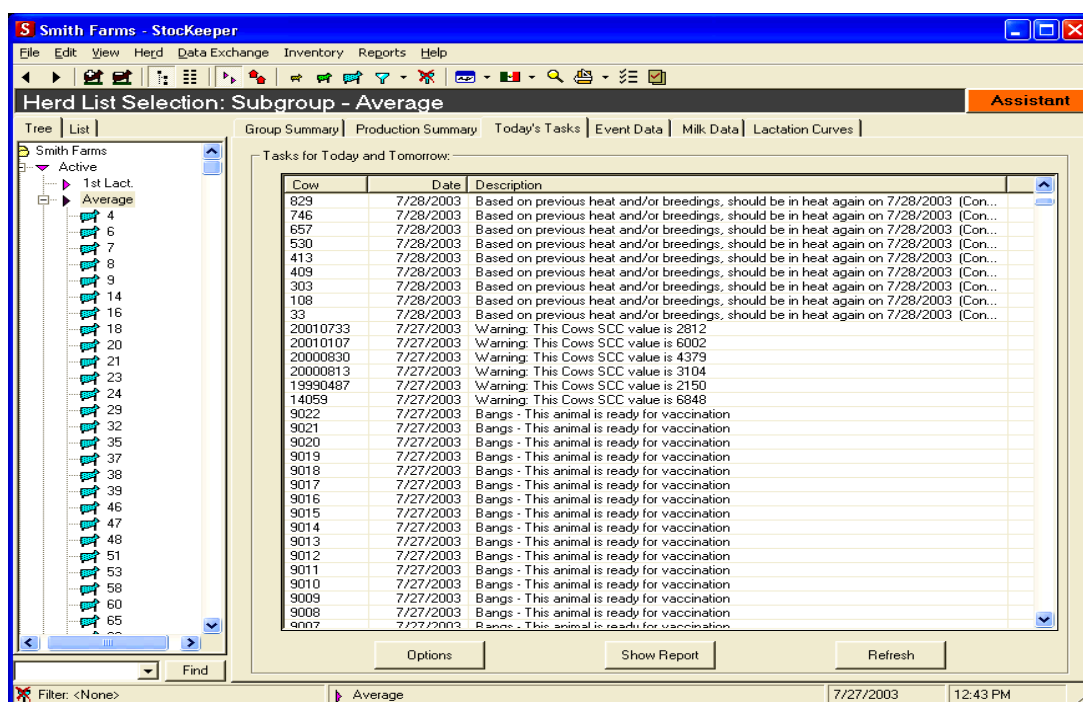 Smith Farms - StocKeeper
File Edit View Herd Data Exchange Inventory Reports Help
Herd List Selection: Subgroup - Average Assistant
Tree List Group Summary Production Summary Today's Tasks Event Data Milk Data Lactation Curves
Smith Farms
Active
1st Lact.
Average
4
6
7
8
9
14
16
18
20
21
23
24
29
32
35
37
38
39
46
47
48
51
53
58
60
65
Tasks for Today and Tomorrow:
Cow Date Description
829 7/28/2003 Based on previous heat and/or breedings, should be in heat again on 7/28/2003 (Con...
746 7/28/2003 Based on previous heat and/or breedings, should be in heat again on 7/28/2003 (Con...
657 7/28/2003 Based on previous heat and/or breedings, should be in heat again on 7/28/2003 (Con...
530 7/28/2003 Based on previous heat and/or breedings, should be in heat again on 7/28/2003 (Con...
413 7/28/2003 Based on previous heat and/or breedings, should be in heat again on 7/28/2003 (Con...
409 7/28/2003 Based on previous heat and/or breedings, should be in heat again on 7/28/2003 (Con...
303 7/28/2003 Based on previous heat and/or breedings, should be in heat again on 7/28/2003 (Con...
108 7/28/2003 Based on previous heat and/or breedings, should be in heat again on 7/28/2003 (Con...
33 7/28/2003 Based on previous heat and/or breedings, should be in heat again on 7/28/2003 (Con...
20010733 7/27/2003 Warning: This Cows SCC value is 2812
20010107 7/27/2003 Warning: This Cows SCC value is 6002
20000830 7/27/2003 Warning: This Cows SCC value is 4379
20000813 7/27/2003 Warning: This Cows SCC value is 3104
19990487 7/27/2003 Warning: This Cows SCC value is 2150
14059 7/27/2003 Warning: This Cows SCC value is 6848
9022 7/27/2003 Bangs - This animal is ready for vaccination
9021 7/27/2003 Bangs - This animal is ready for vaccination
9020 7/27/2003 Bangs - This animal is ready for vaccination
9019 7/27/2003 Bangs - This animal is ready for vaccination
9018 7/27/2003 Bangs - This animal is ready for vaccination
9017 7/27/2003 Bangs - This animal is ready for vaccination
9016 7/27/2003 Bangs - This animal is ready for vaccination
9015 7/27/2003 Bangs - This animal is ready for vaccination
9014 7/27/2003 Bangs - This animal is ready for vaccination
9013 7/27/2003 Bangs - This animal is ready for vaccination
9012 7/27/2003 Bangs - This animal is ready for vaccination
9011 7/27/2003 Bangs - This animal is ready for vaccination
9010 7/27/2003 Bangs - This animal is ready for vaccination
9009 7/27/2003 Bangs - This animal is ready for vaccination
9008 7/27/2003 Bangs - This animal is ready for vaccination
9007 7/27/2003 Bangs - This animal is ready for vaccination
Options Show Report Refresh
Find
Filter: <None> Average 7/27/2003 12:43 PM